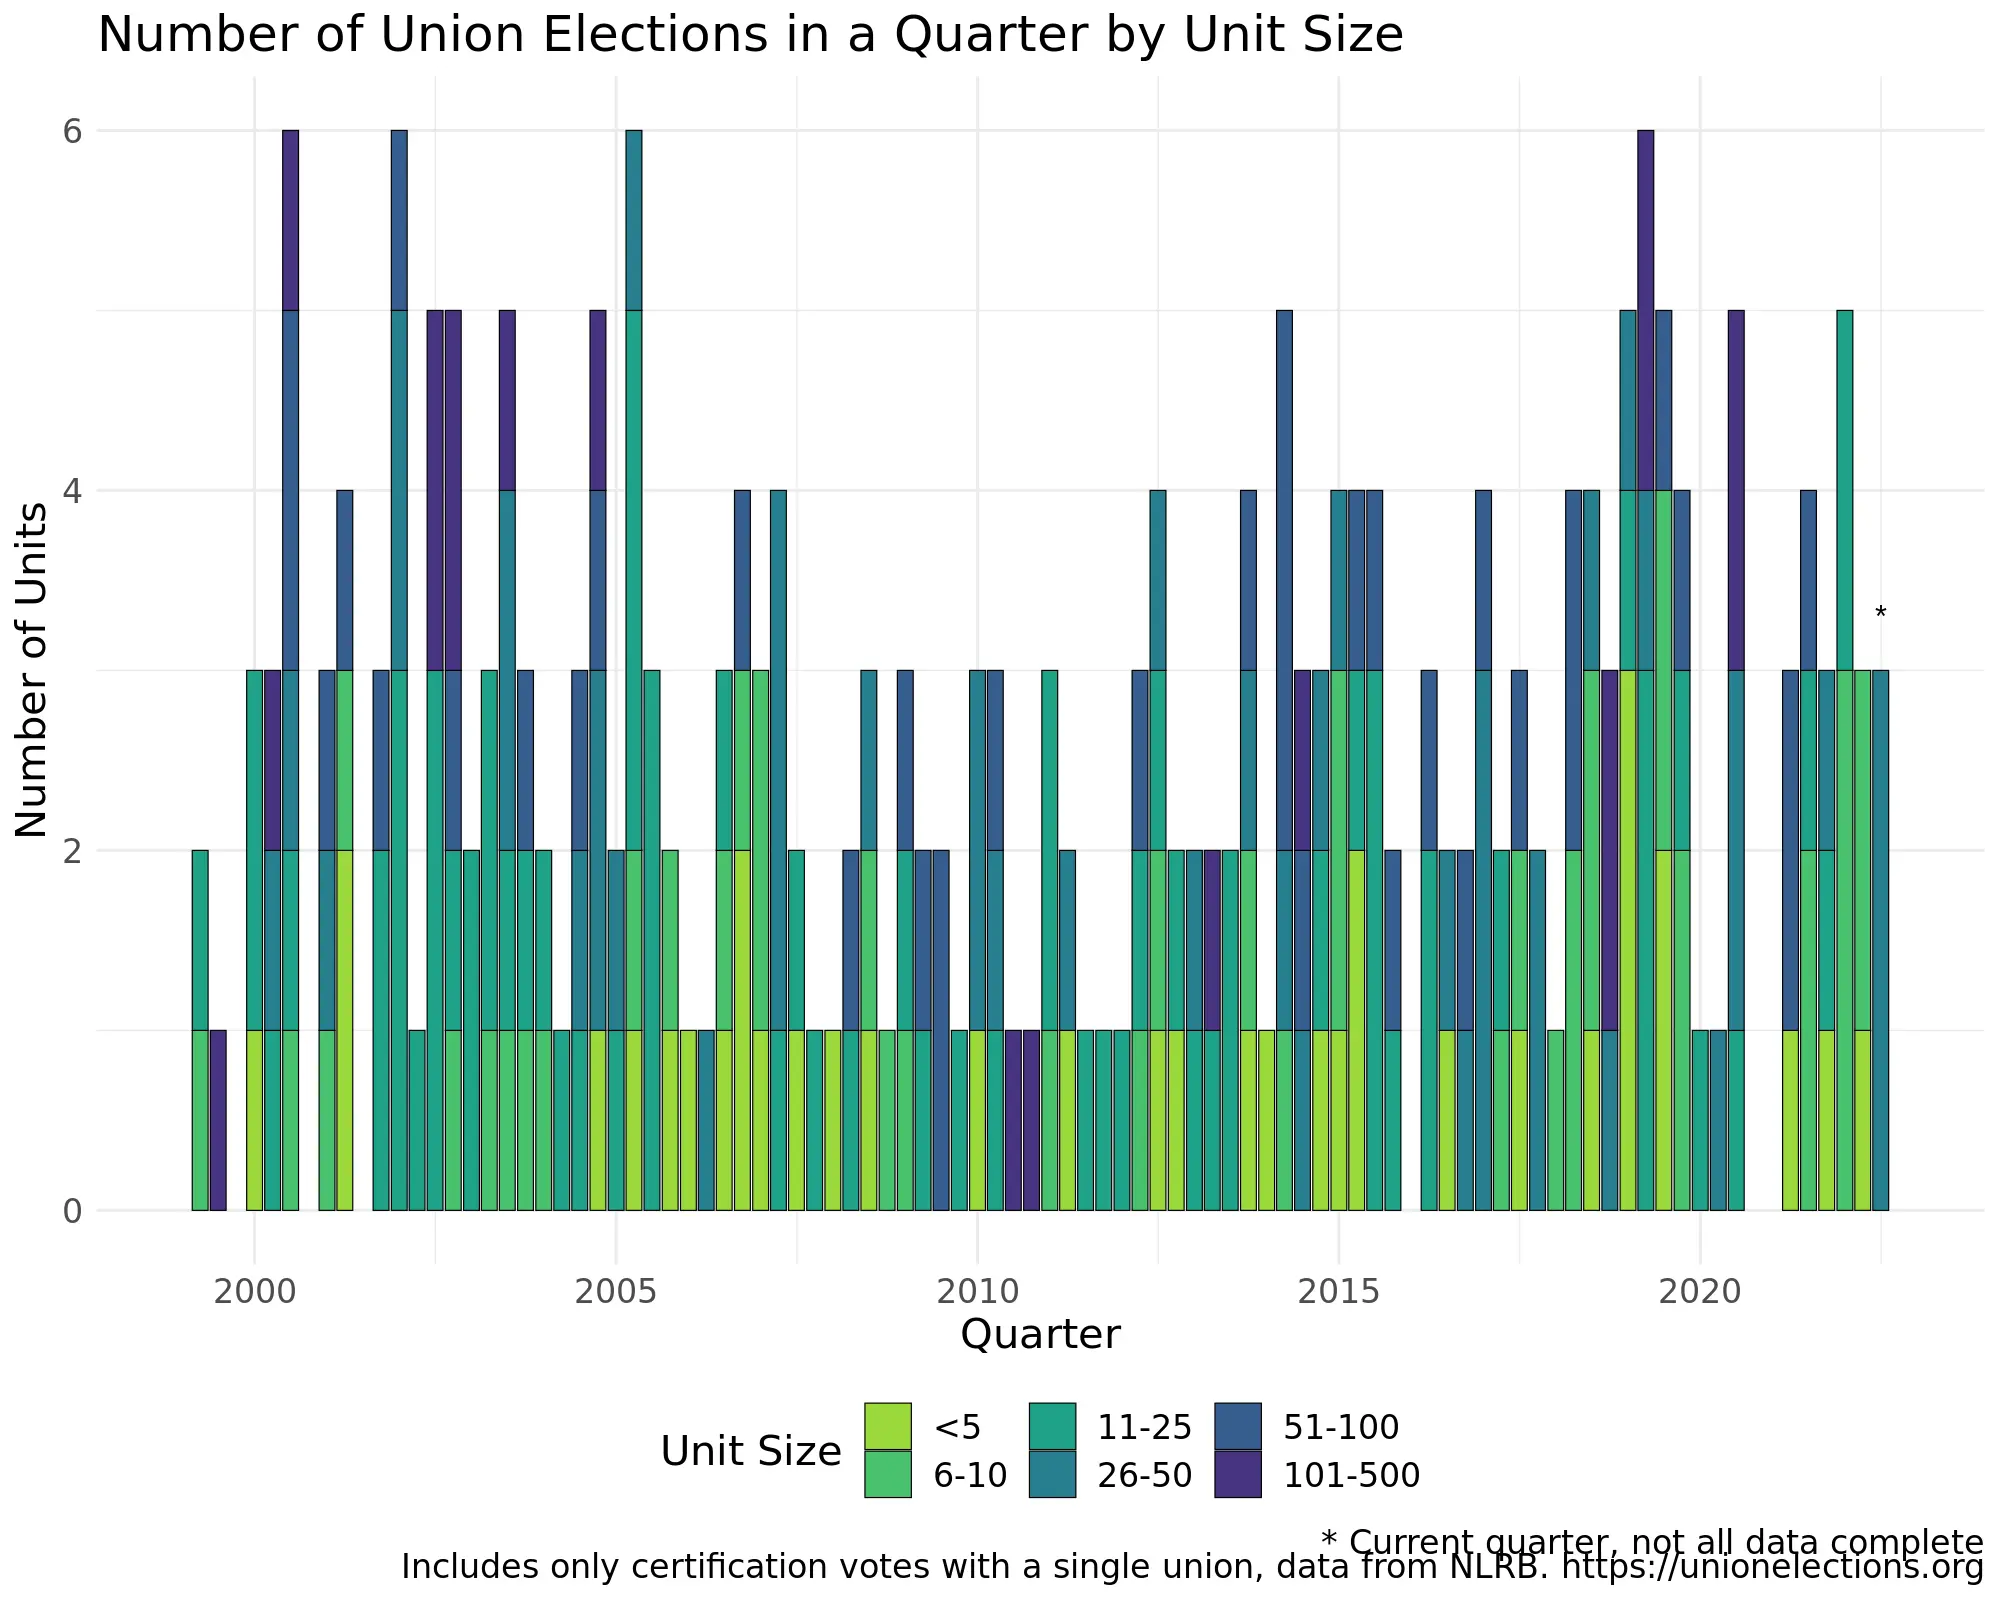 Number of Union Elections in a Quarter by Unit Size
Number of Units
6
4
2
0
*
2000 2005 2010 2015 2020
Quarter
Unit Size
<5 11-25 51-100
6-10 26-50 101-500
* Current quarter, not all data complete
Includes only certification votes with a single union, data from NLRB. https://unionelections.org